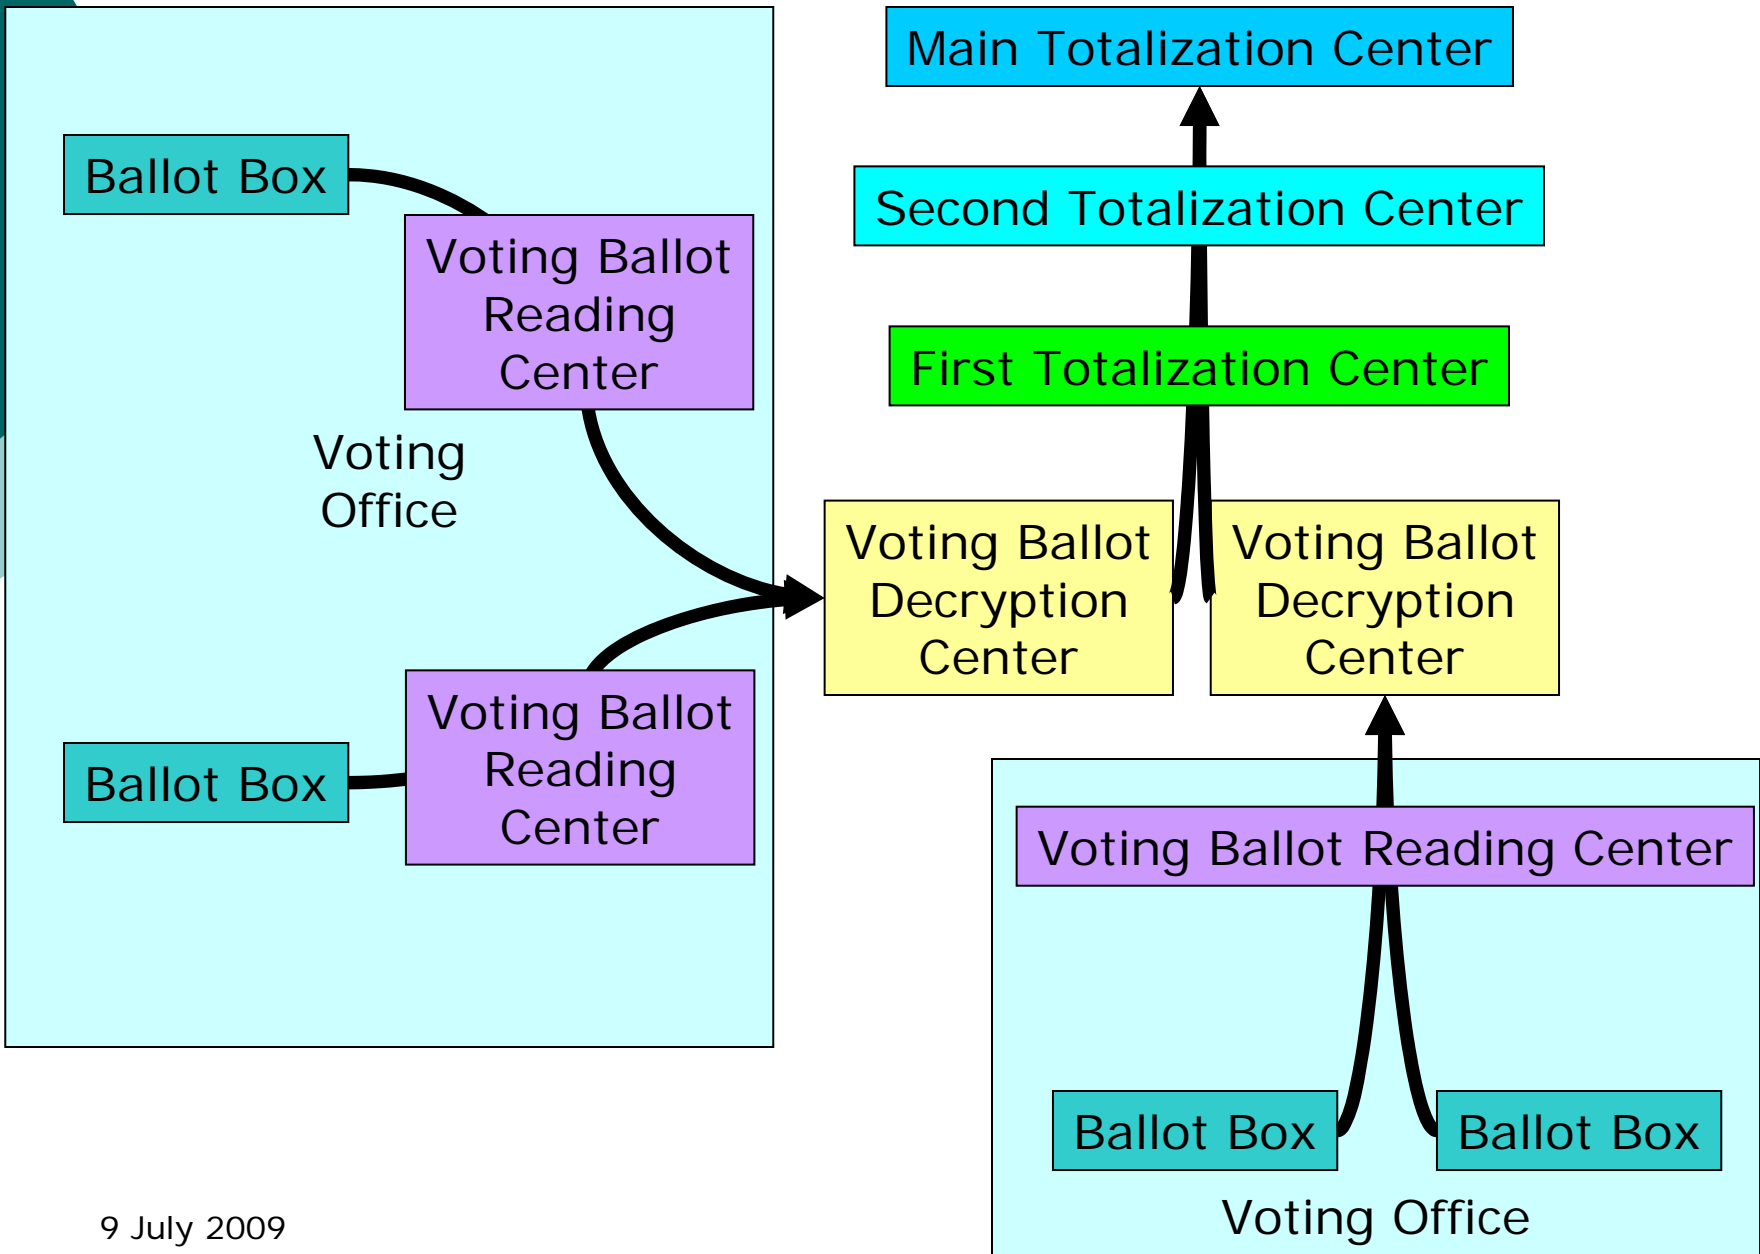 Ballot Box
Voting Ballot
Reading
Center
Voting
Office
Ballot Box
Voting Ballot
Reading
Center
Main Totalization Center
Second Totalization Center
First Totalization Center
Voting Ballot
Decryption
Center
Voting Ballot
Decryption
Center
Voting Ballot Reading Center
Ballot Box
Ballot Box
Voting Office
9 July 2009